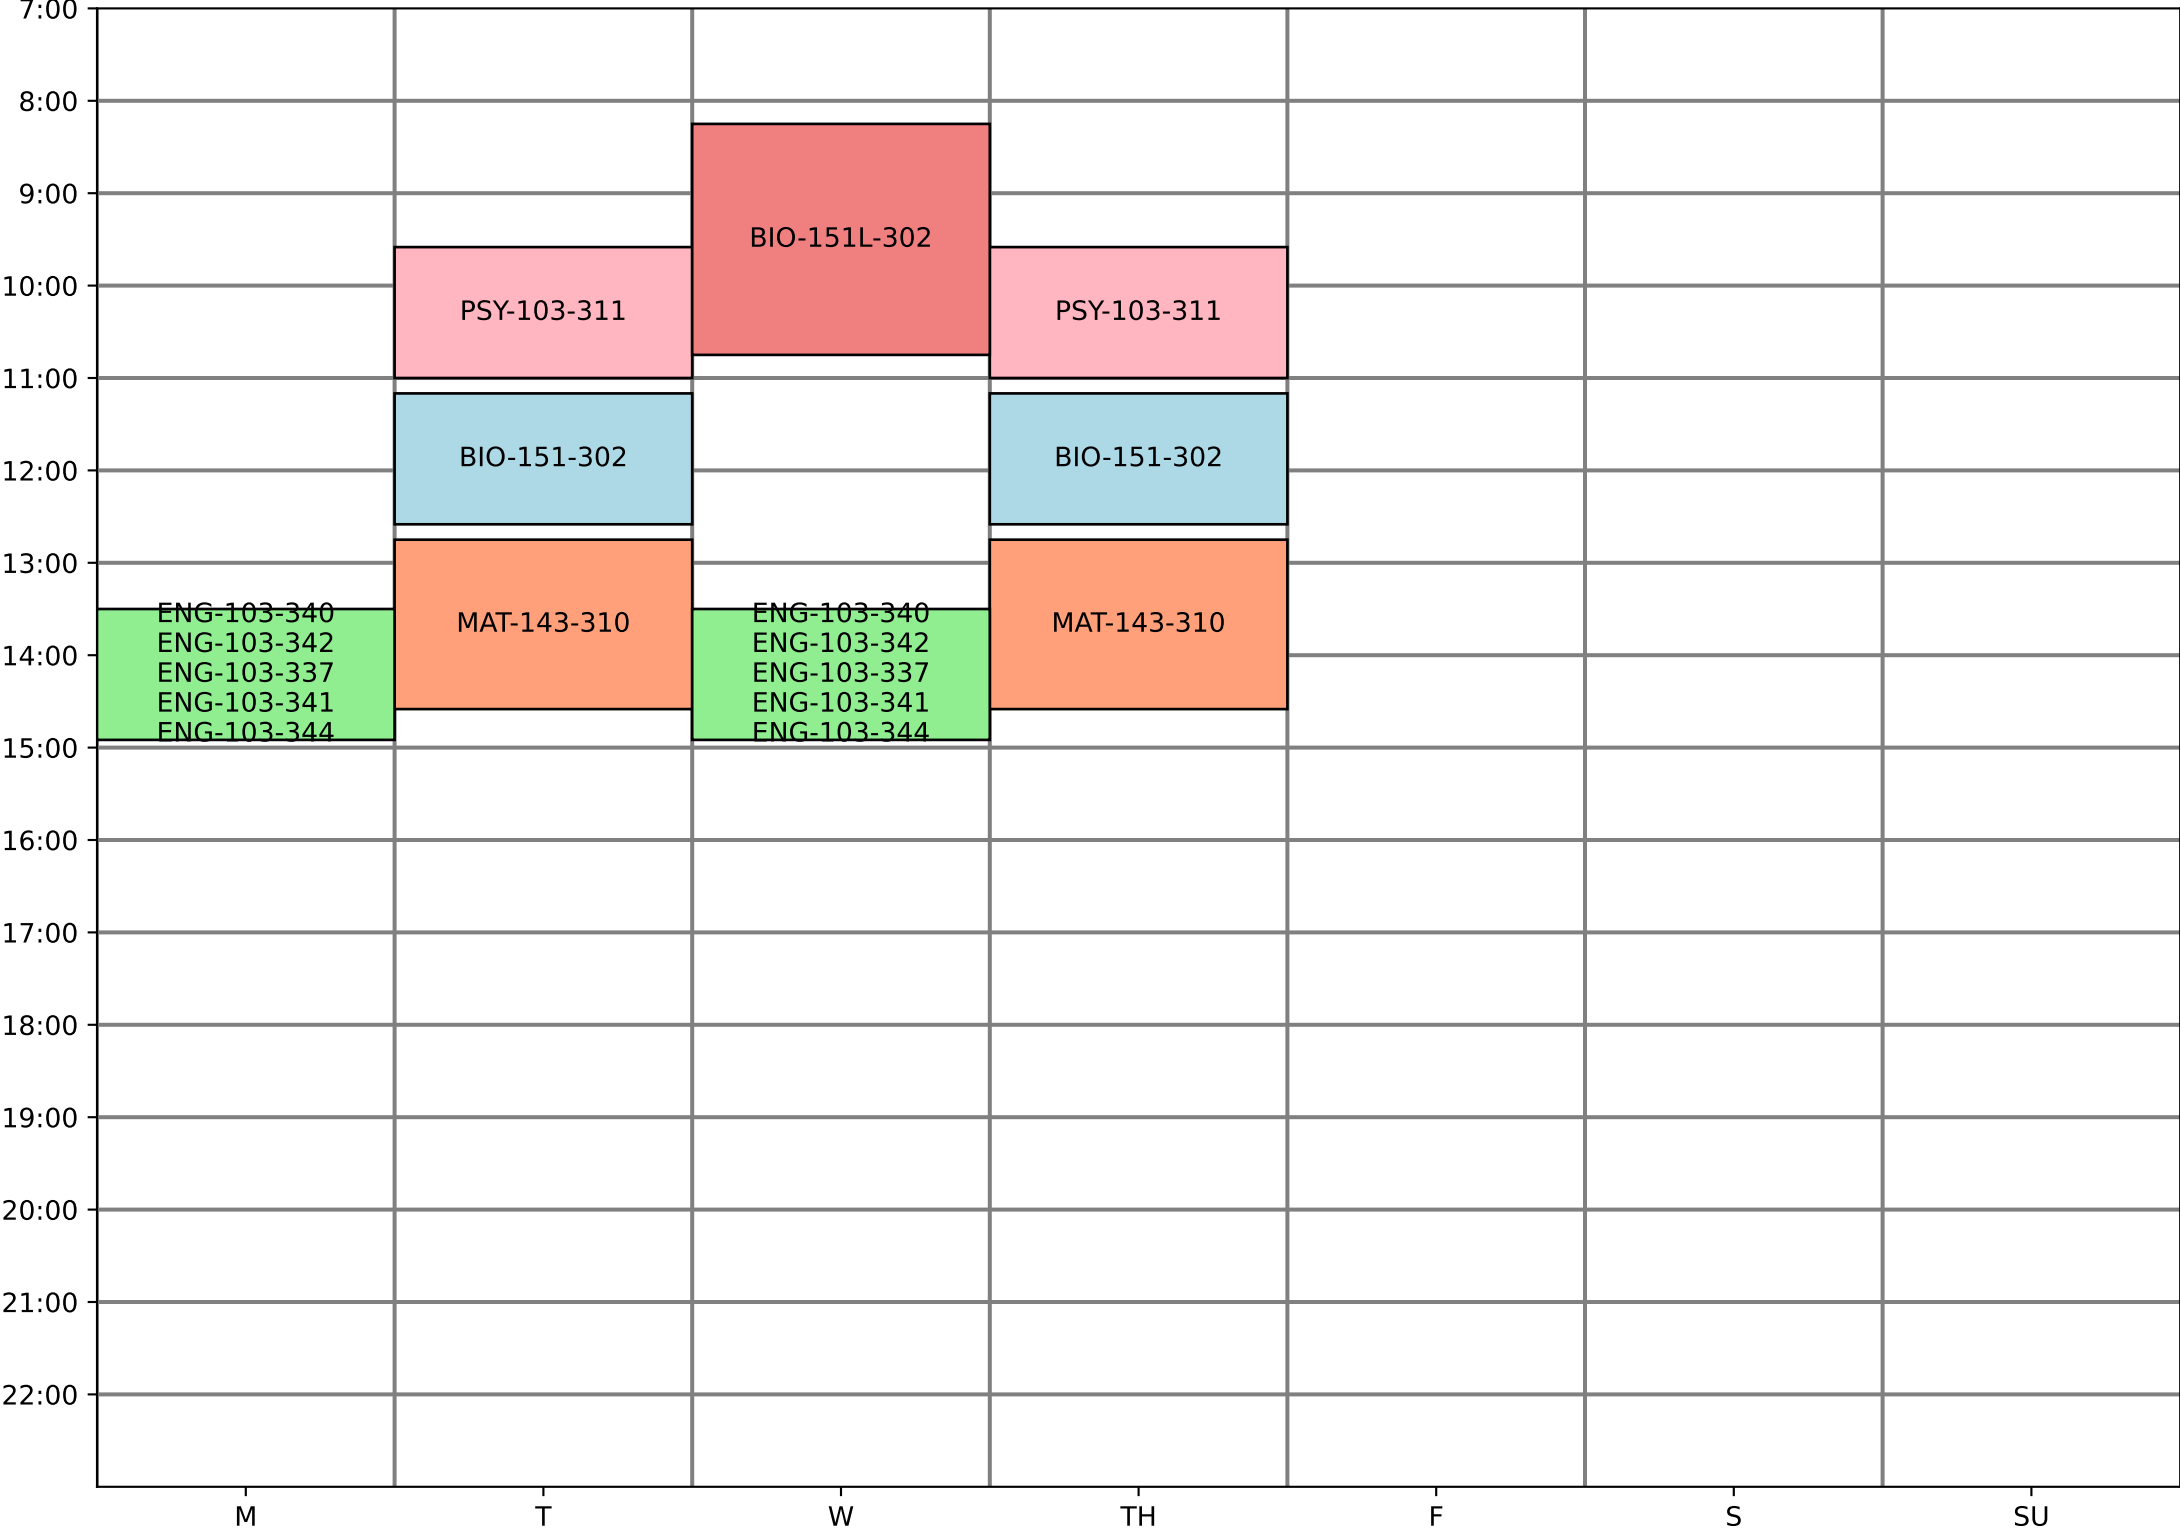 7:00
8:00
9:00
10:00
11:00
12:00
13:00
14:00
15:00
16:00
17:00
18:00
19:00
20:00
21:00
22:00
ENG-103-340
ENG-103-342
ENG-103-337
ENG-103-341
ENG-103-344
PSY-103-311
BIO-151-302
MAT-143-310
BIO-151L-302
ENG-103-340
ENG-103-342
ENG-103-337
ENG-103-341
ENG-103-344
PSY-103-311
BIO-151-302
MAT-143-310
M T W TH F S SU